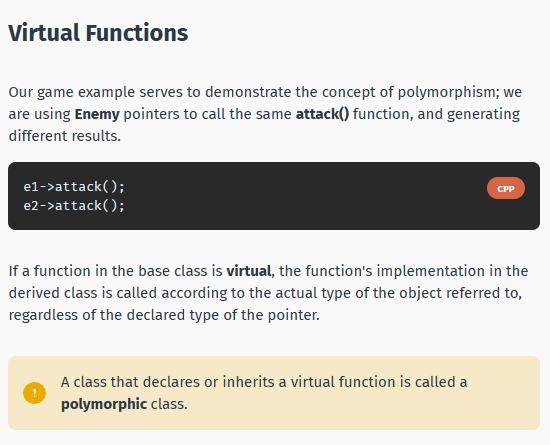 Virtual Functions
Our game example serves to demonstrate the concept of polymorphism; we
are using Enemy pointers to call the same attack() function, and generating
different results.
e1->attack();
CPP
e2->attack();
If a function in the base class is virtual, the function's implementation in the
derived class is called according to the actual type of the object referred to,
regardless of the declared type of the pointer.
!
A class that declares or inherits a virtual function is called a
polymorphic class.